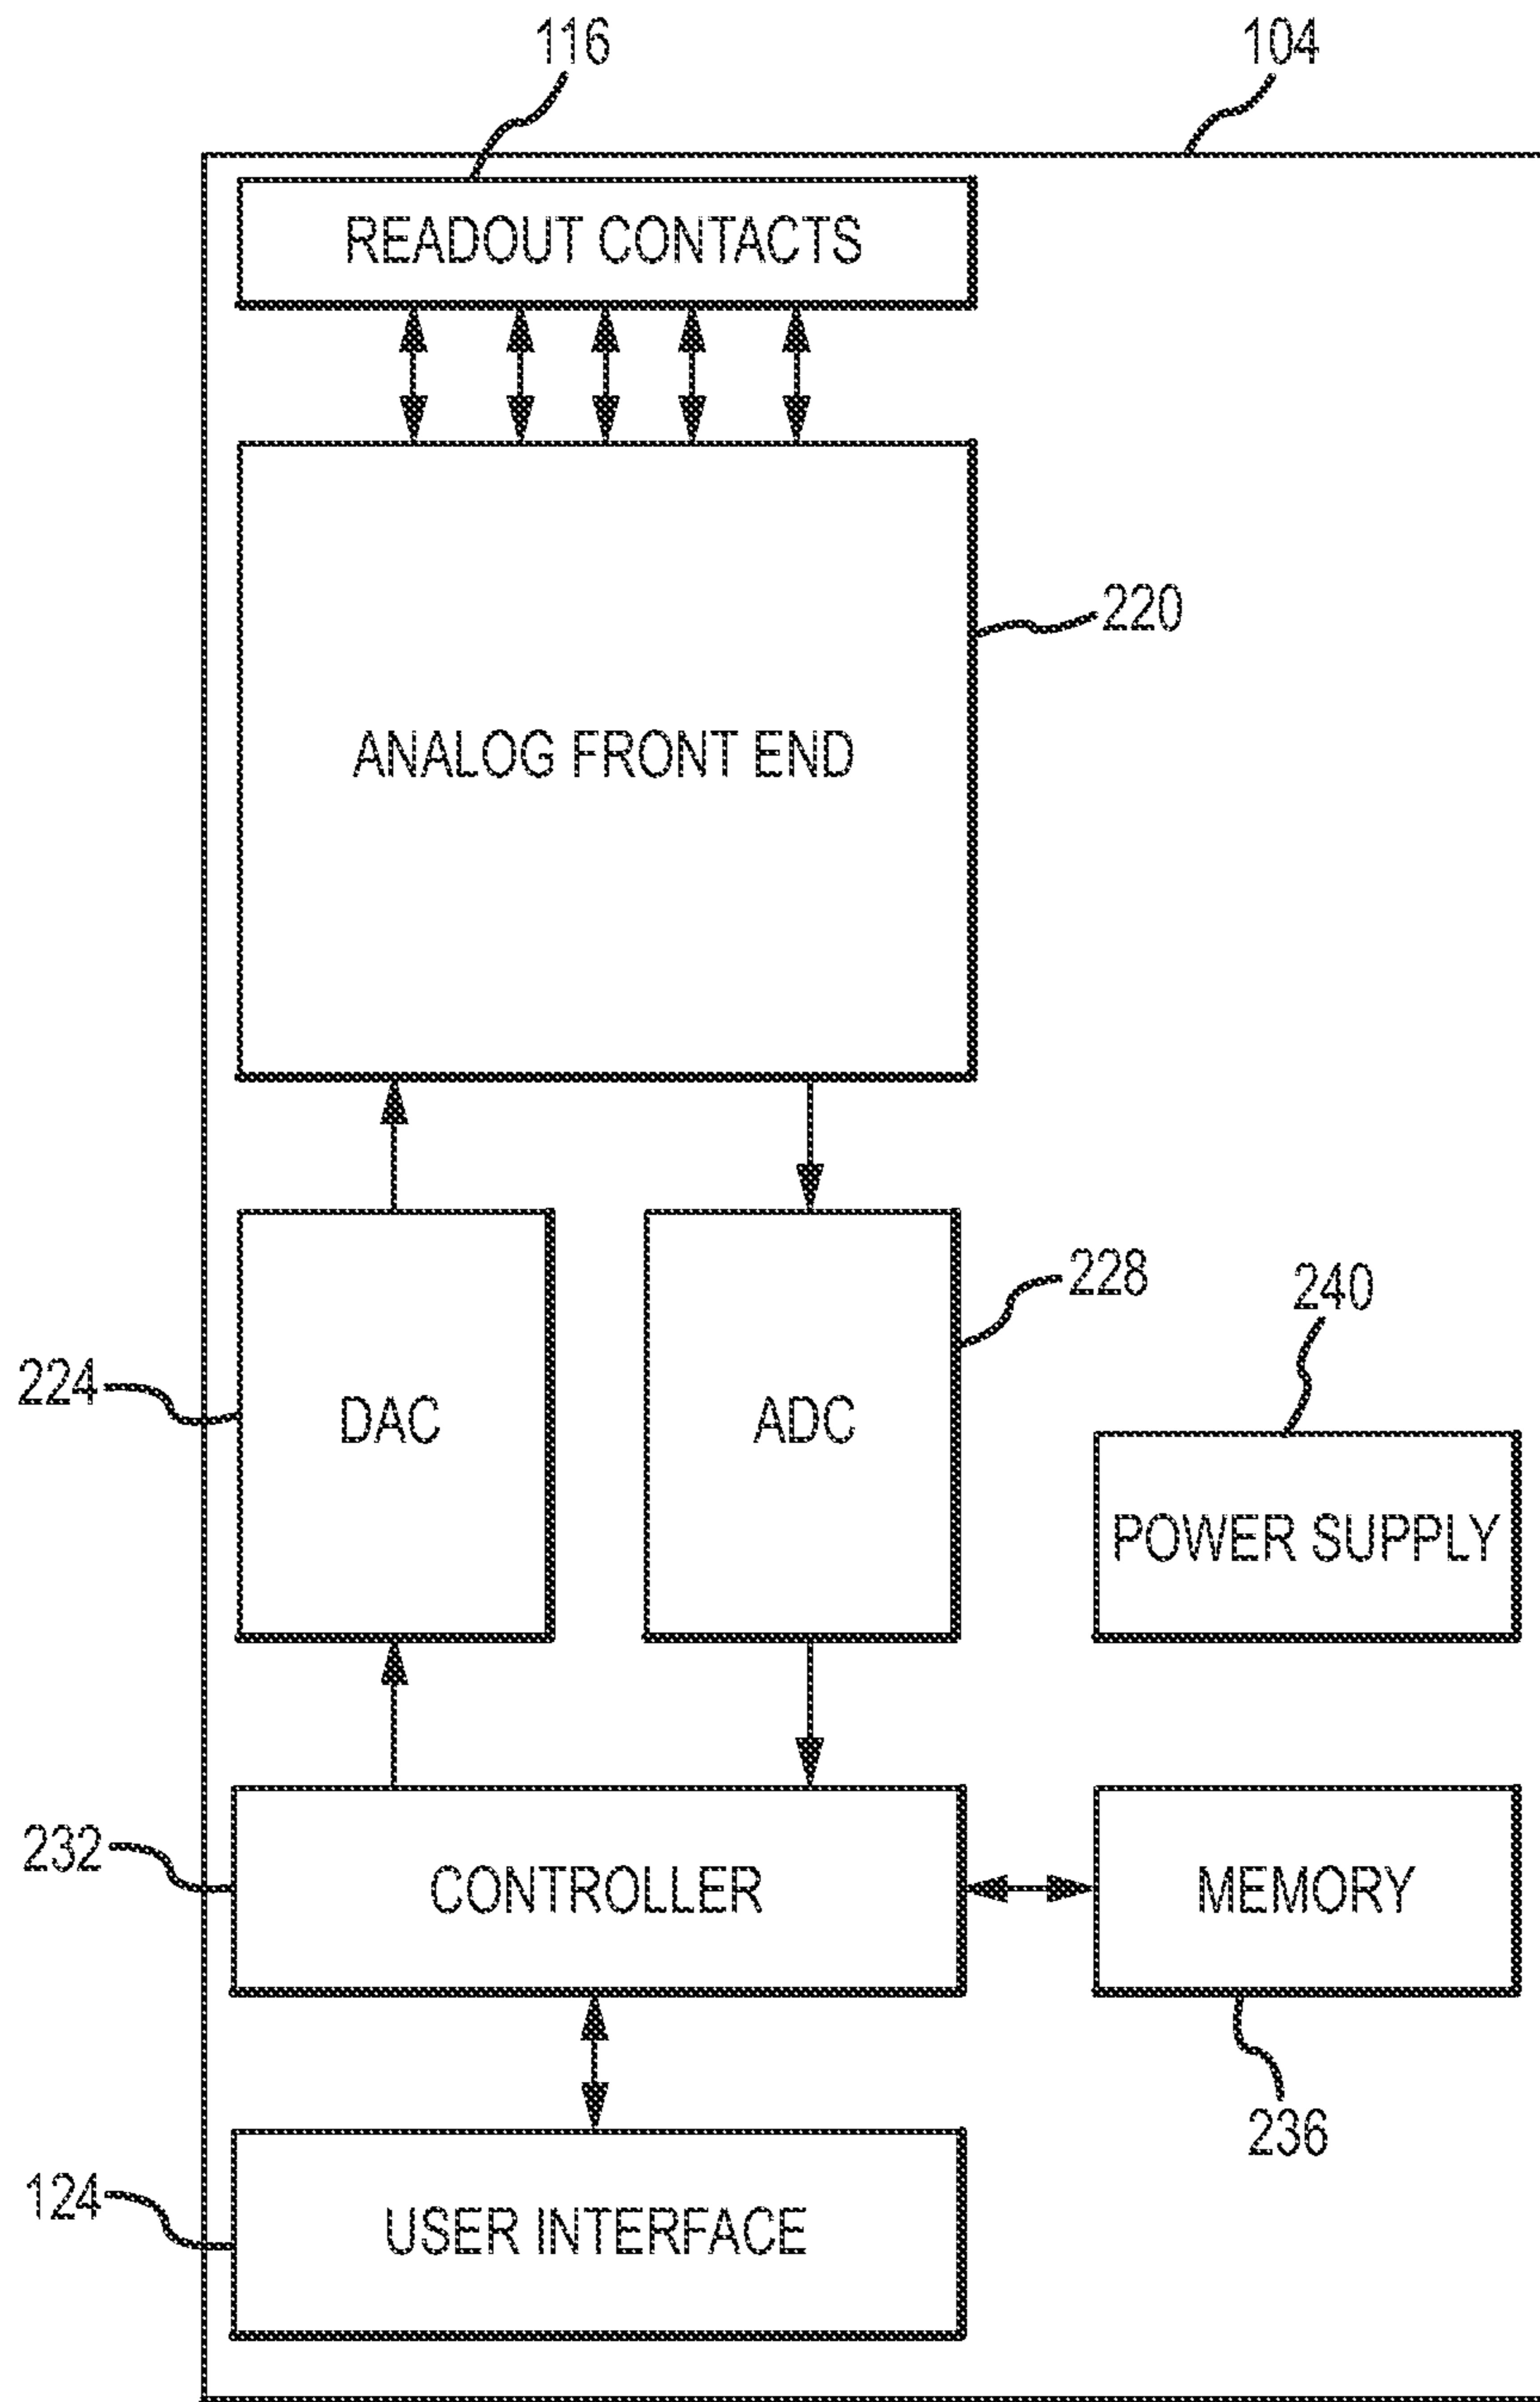 116
104
READOUT CONTACTS
220
ANALOG FRONT END
228
240
224
DAC
ADC
POWER SUPPLY
232
CONTROLLER
MEMORY
236
124
USER INTERFACE